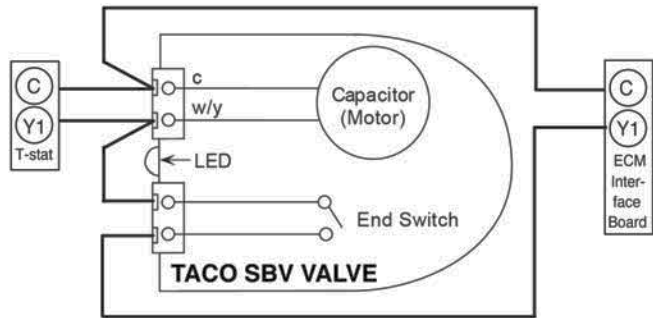 C
Y1
T-stat
c
w/y
LED
Capacitor
(Motor)
End Switch
TACO SBV VALVE
C
Y1
ECM
Inter-
face
Board